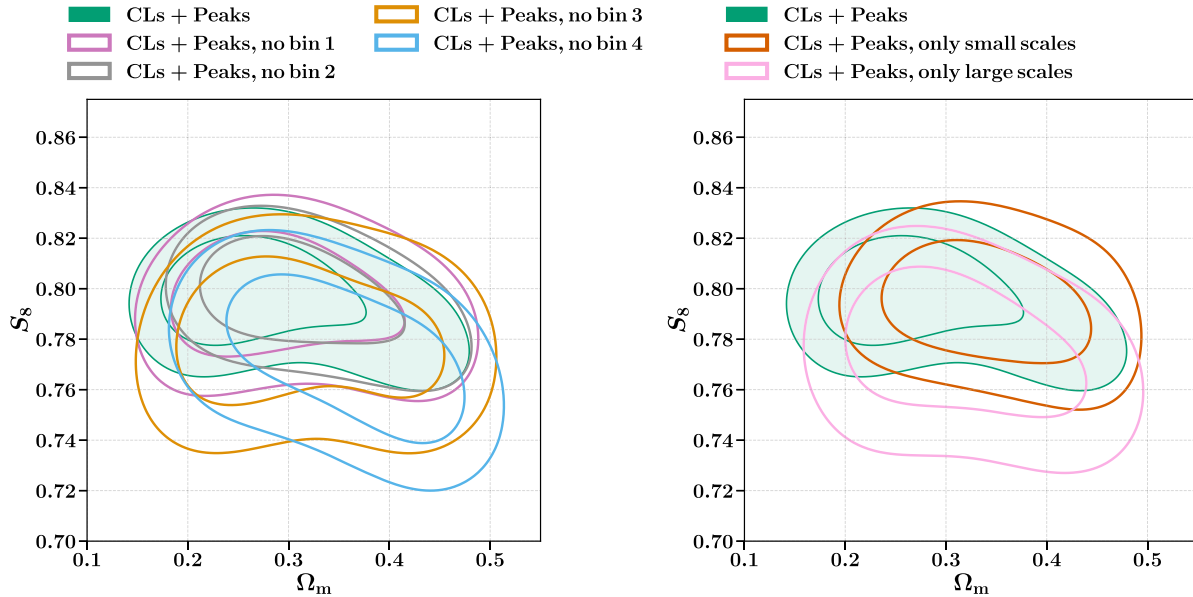 CLs + Peaks
CLs + Peaks, no bin 1
CLs + Peaks, no bin 2
CLs + Peaks, no bin 3
CLs + Peaks, no bin 4
0.86
0.84
0.82
0.80
0.78
0.76
0.74
0.72
0.70
S₈
0.1 0.2 0.3 0.4 0.5
Ωₘ
CLs + Peaks
CLs + Peaks, only small scales
CLs + Peaks, only large scales
0.86
0.84
0.82
0.80
0.78
0.76
0.74
0.72
0.70
S₈
0.1 0.2 0.3 0.4 0.5
Ωₘ